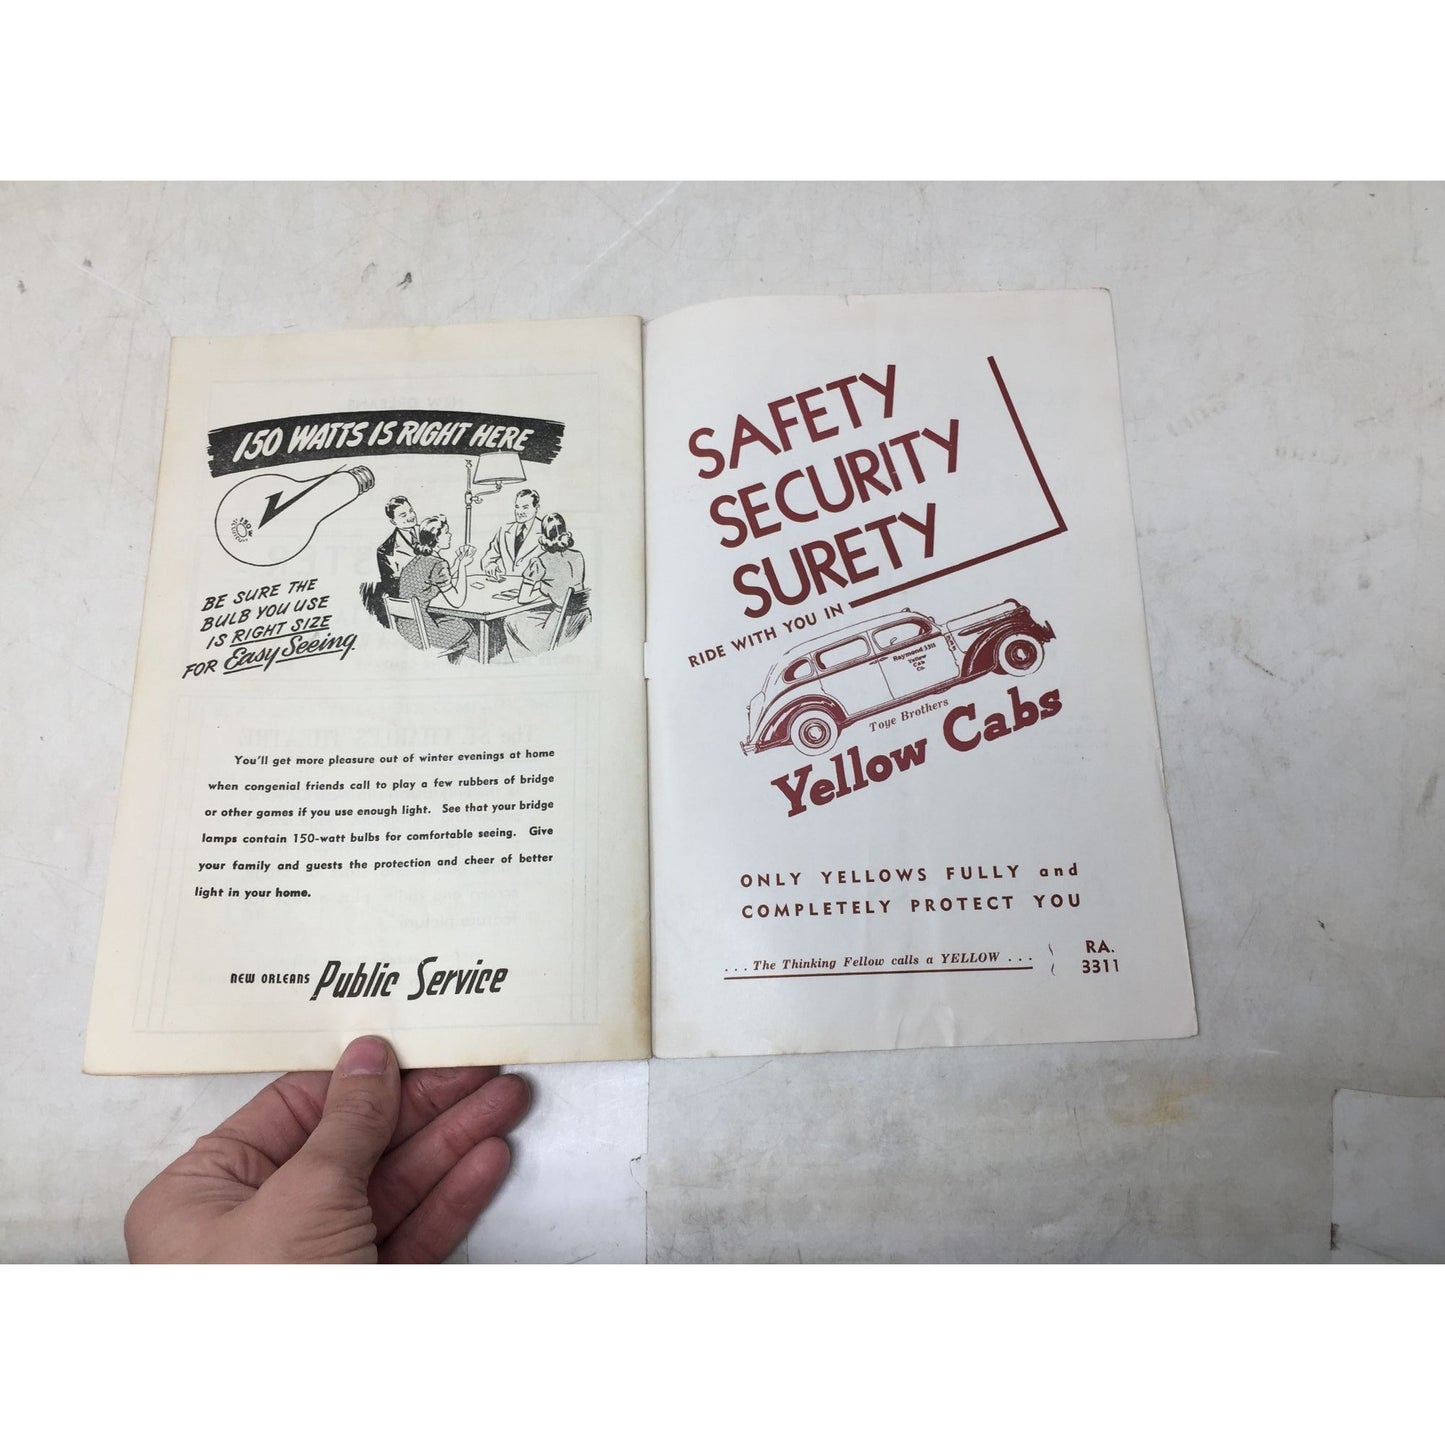 150 WATTS IS RIGHT HERE
BE SURE THE
BULB YOU USE
IS RIGHT SIZE
FOR Easy Seeing.
You'll get more pleasure out of winter evenings at home
when congenial friends call to play a few rubbers of bridge
or other games if you use enough light. See that your bridge
lamps contain 150-watt bulbs for comfortable seeing. Give
your family and guests the protection and cheer of better
light in your home.
NEW ORLEANS Public Service
SAFETY
SECURITY
SURETY
RIDE WITH YOU IN
Raymond 3311
Yellow
Cab
Co.
Toye Brothers
Yellow Cabs
ONLY YELLOWS FULLY and
COMPLETELY PROTECT YOU
. . . The Thinking Fellow calls a YELLOW . . .
RA.
3311